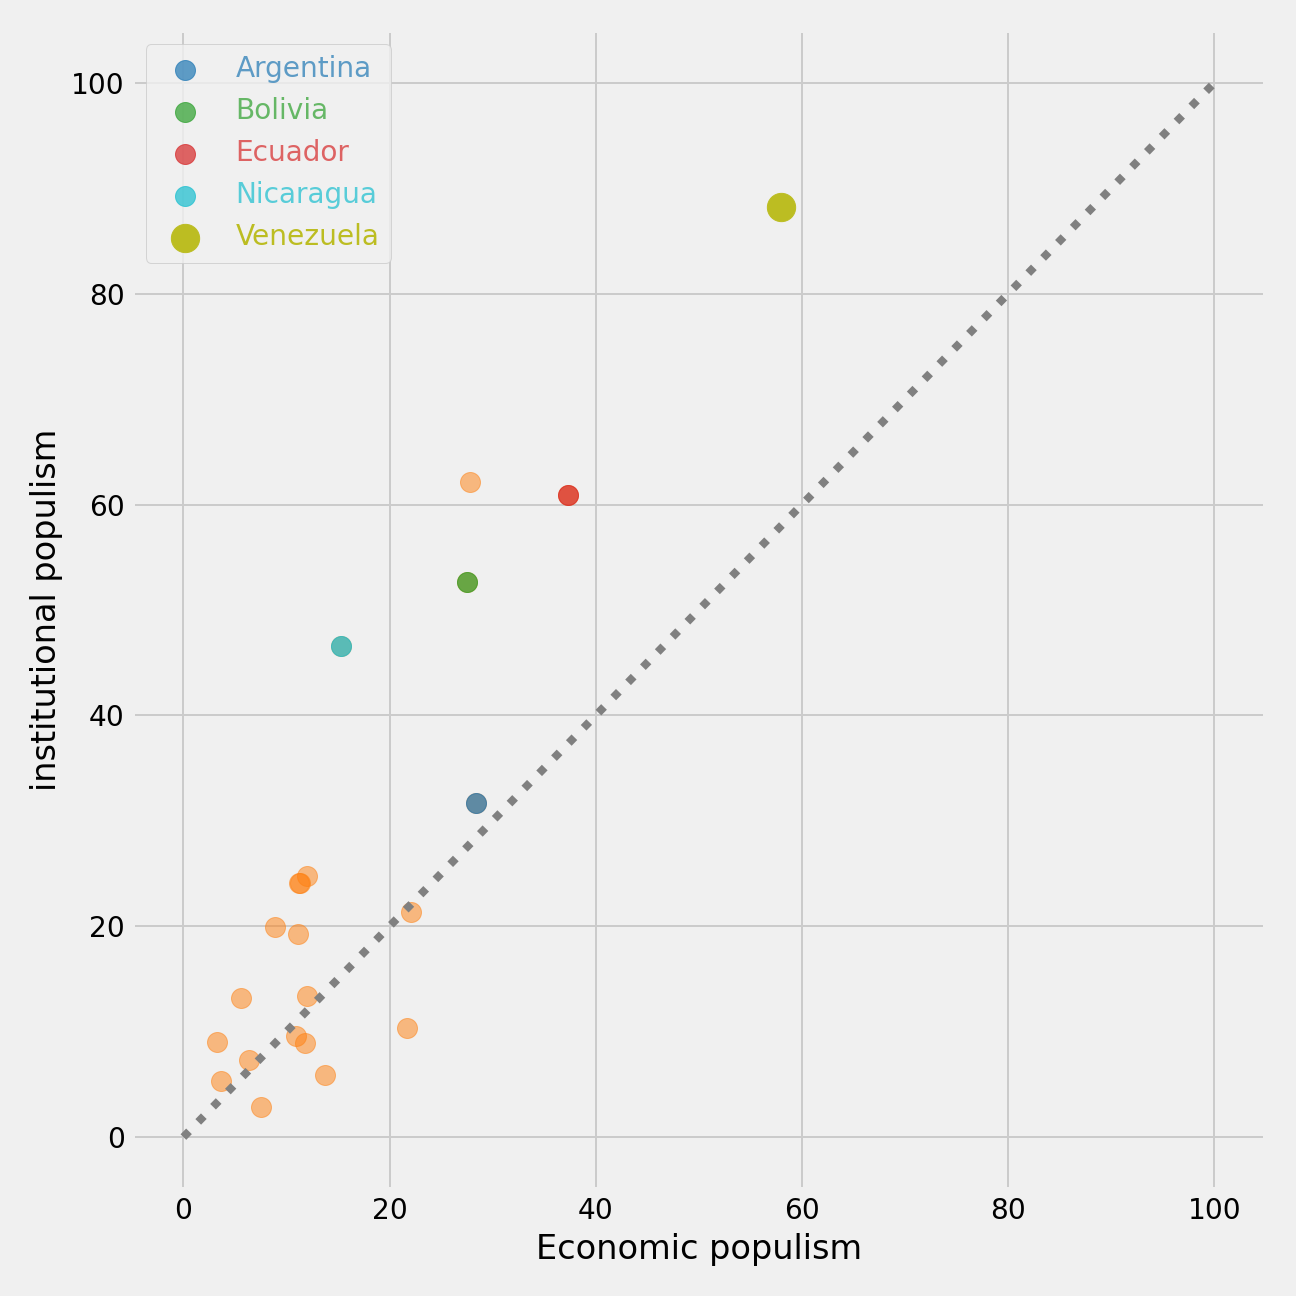 Argentina
Bolivia
Ecuador
Nicaragua
Venezuela
100
80
60
40
20
0
institutional populism
0 20 40 60 80 100
Economic populism